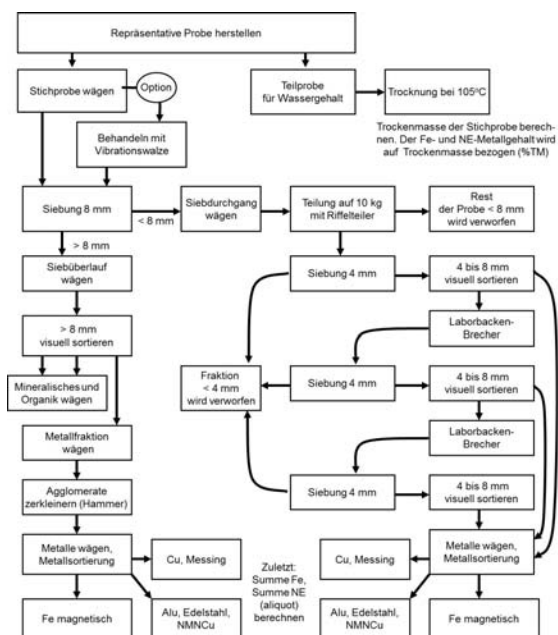 Repräsentative Probe herstellen
Stichprobe wägen
Option
Teilprobe
für Wassergehalt
Trocknung bei 105ºC
Behandeln mit
Vibrationswalze
Trockenmasse der Stichprobe berech-
nen. Der Fe- und NE-Metallgehalt wird
auf Trockenmasse bezogen (%TM)
Siebung 8 mm
< 8 mm
Siebdurchgang
wägen
Teilung auf 10 kg
mit Riffelteiler
Rest
der Probe < 8 mm
wird verworfen
> 8 mm
Siebüberlauf
wägen
Siebung 4 mm
4 bis 8 mm
visuell sortieren
> 8 mm
visuell sortieren
Laborbacken-
Brecher
Mineralisches und
Organik wägen
Fraktion
< 4 mm
wird verworfen
Siebung 4 mm
4 bis 8 mm
visuell sortieren
Metallfraktion
wägen
Laborbacken-
Brecher
Agglomerate
zerkleinern (Hammer)
Siebung 4 mm
4 bis 8 mm
visuell sortieren
Metalle wägen,
Metallsortierung
Cu, Messing
Zuletzt:
Summe Fe,
Summe NE
(aliquot)
berechnen
Cu, Messing
Metalle wägen,
Metallsortierung
Fe magnetisch
Alu, Edelstahl,
NMNCu
Alu, Edelstahl,
NMNCu
Fe magnetisch